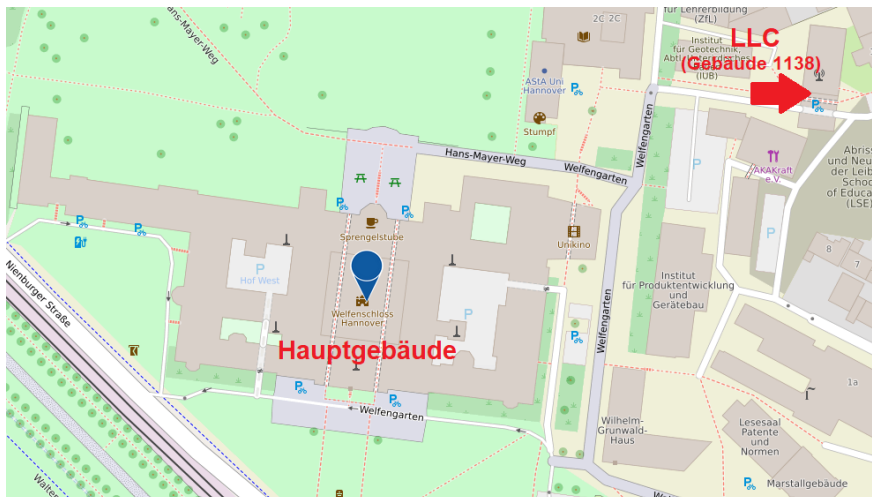 Hans-Mayer-Weg
2C 2C
für Lehrerbildung
(ZfL)
Institut
für Geotechnik,
(IUB)
LLC
(Gebäude 1138)
AStA Uni
Hannover
Stumpf
Welfengarten
Hans-Mayer-Weg
Welfengarten
AKAKraft
e.V.
P
Abriss
und Neu
der Leib
Schoo
of Educa
(LSE)
P
8
7
Sprengelstube
Unikino
P
Hof West
P
Welfenschloss
Hannover
Hauptgebäude
Institut
für Produktentwicklung
und
Gerätebau
Welfengarten
Nienburger Straße
1a
Welfengarten
Wilhelm-
Grunwald-
Haus
Lesesaal
Patente
und
Normen
Marstallgebäude
Walter